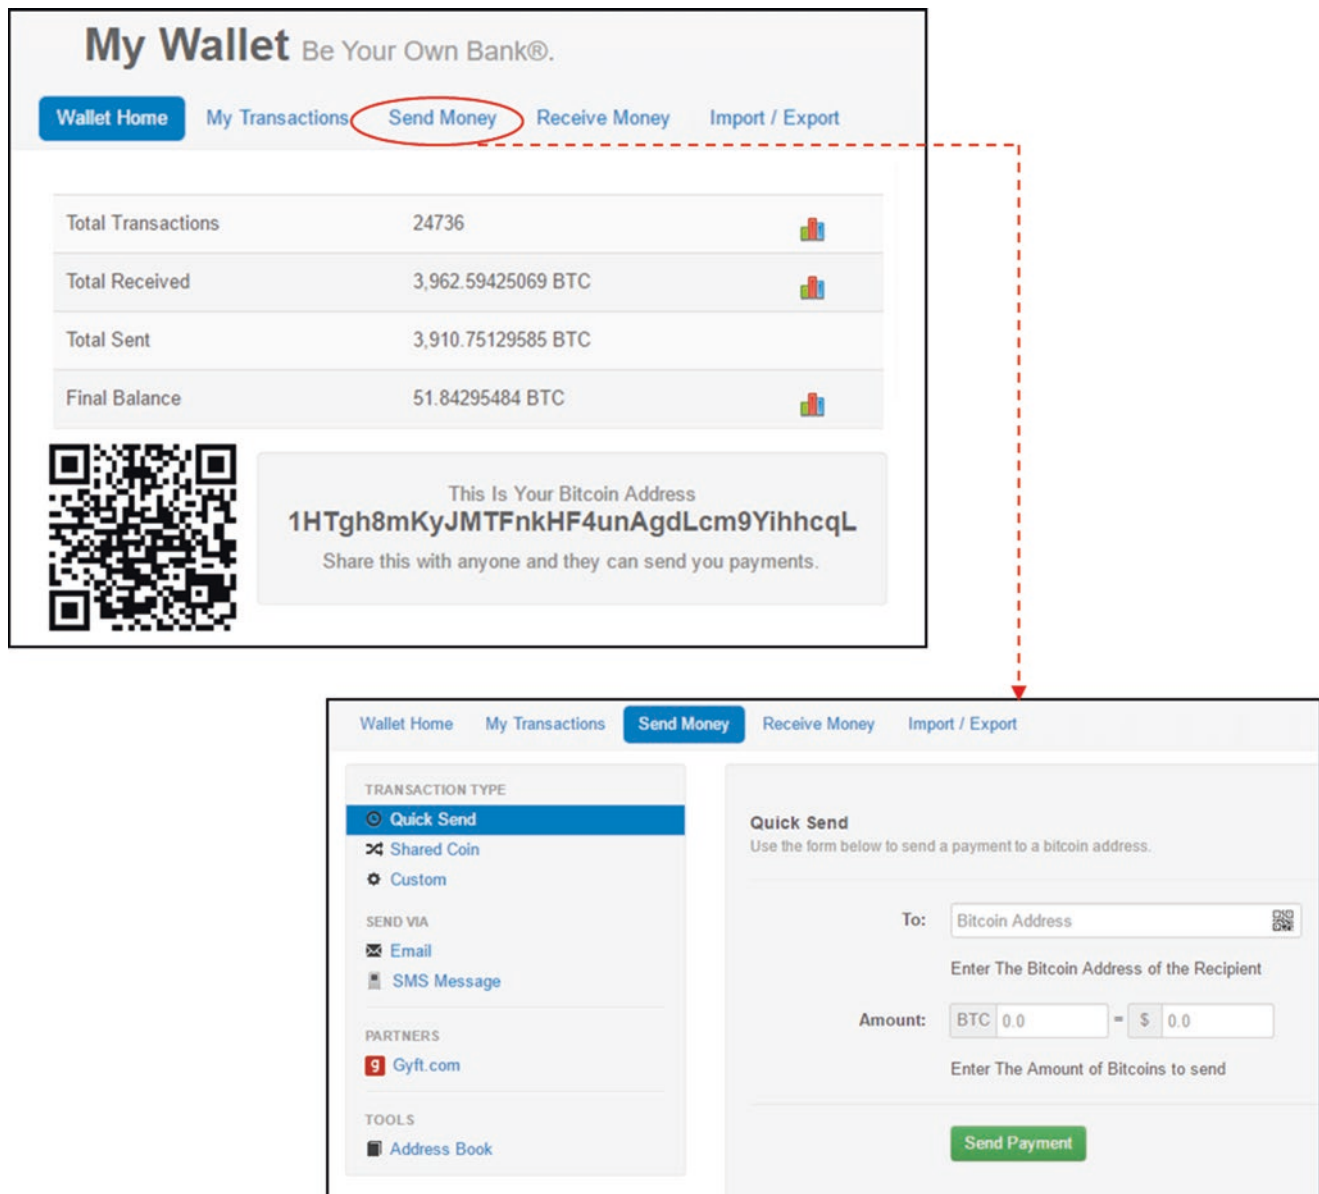 My Wallet Be Your Own Bank®.
Wallet Home My Transactions Send Money Receive Money Import / Export
Total Transactions 24736
Total Received 3,962.59425069 BTC
Total Sent 3,910.75129585 BTC
Final Balance 51.84295484 BTC
This Is Your Bitcoin Address
1HTgh8mKyJMTFnkHF4unAgdLcm9YihhcqL
Share this with anyone and they can send you payments.
Wallet Home My Transactions Send Money Receive Money Import / Export
TRANSACTION TYPE
Quick Send
Shared Coin
Custom
SEND VIA
Email
SMS Message
PARTNERS
g Gyft.com
TOOLS
Address Book
Quick Send
Use the form below to send a payment to a bitcoin address.
To: Bitcoin Address
Enter The Bitcoin Address of the Recipient
Amount: BTC 0.0 = $ 0.0
Enter The Amount of Bitcoins to send
Send Payment